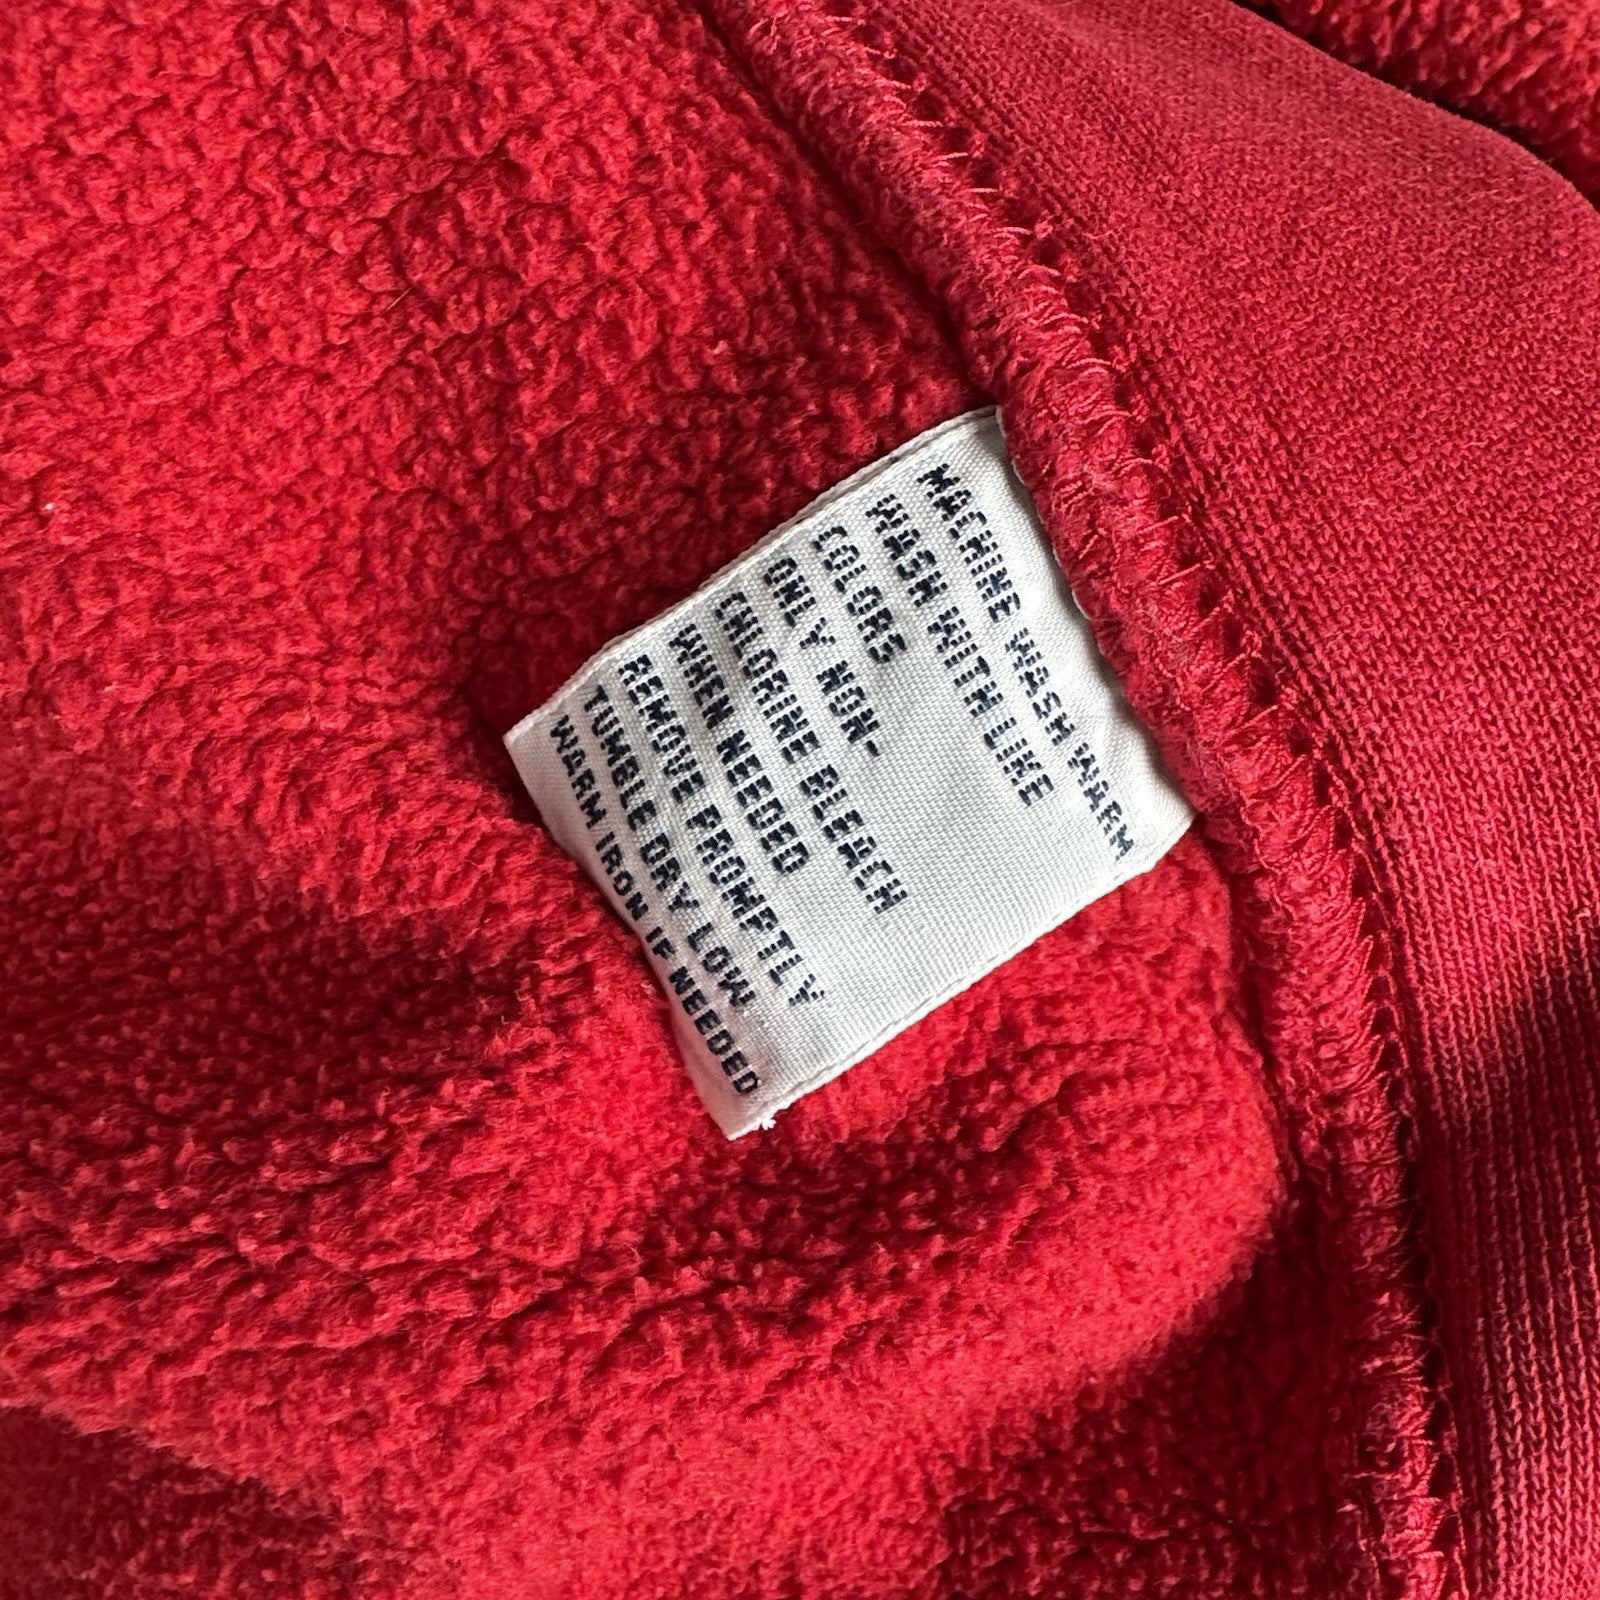 MACHINE WASH WARM
WASH WITH LIKE
COLORS
ONLY NON-
CHLORINE BLEACH
WHEN NEEDED
REMOVE PROMPTLY
TUMBLE DRY LOW
WARM IRON IF NEEDED